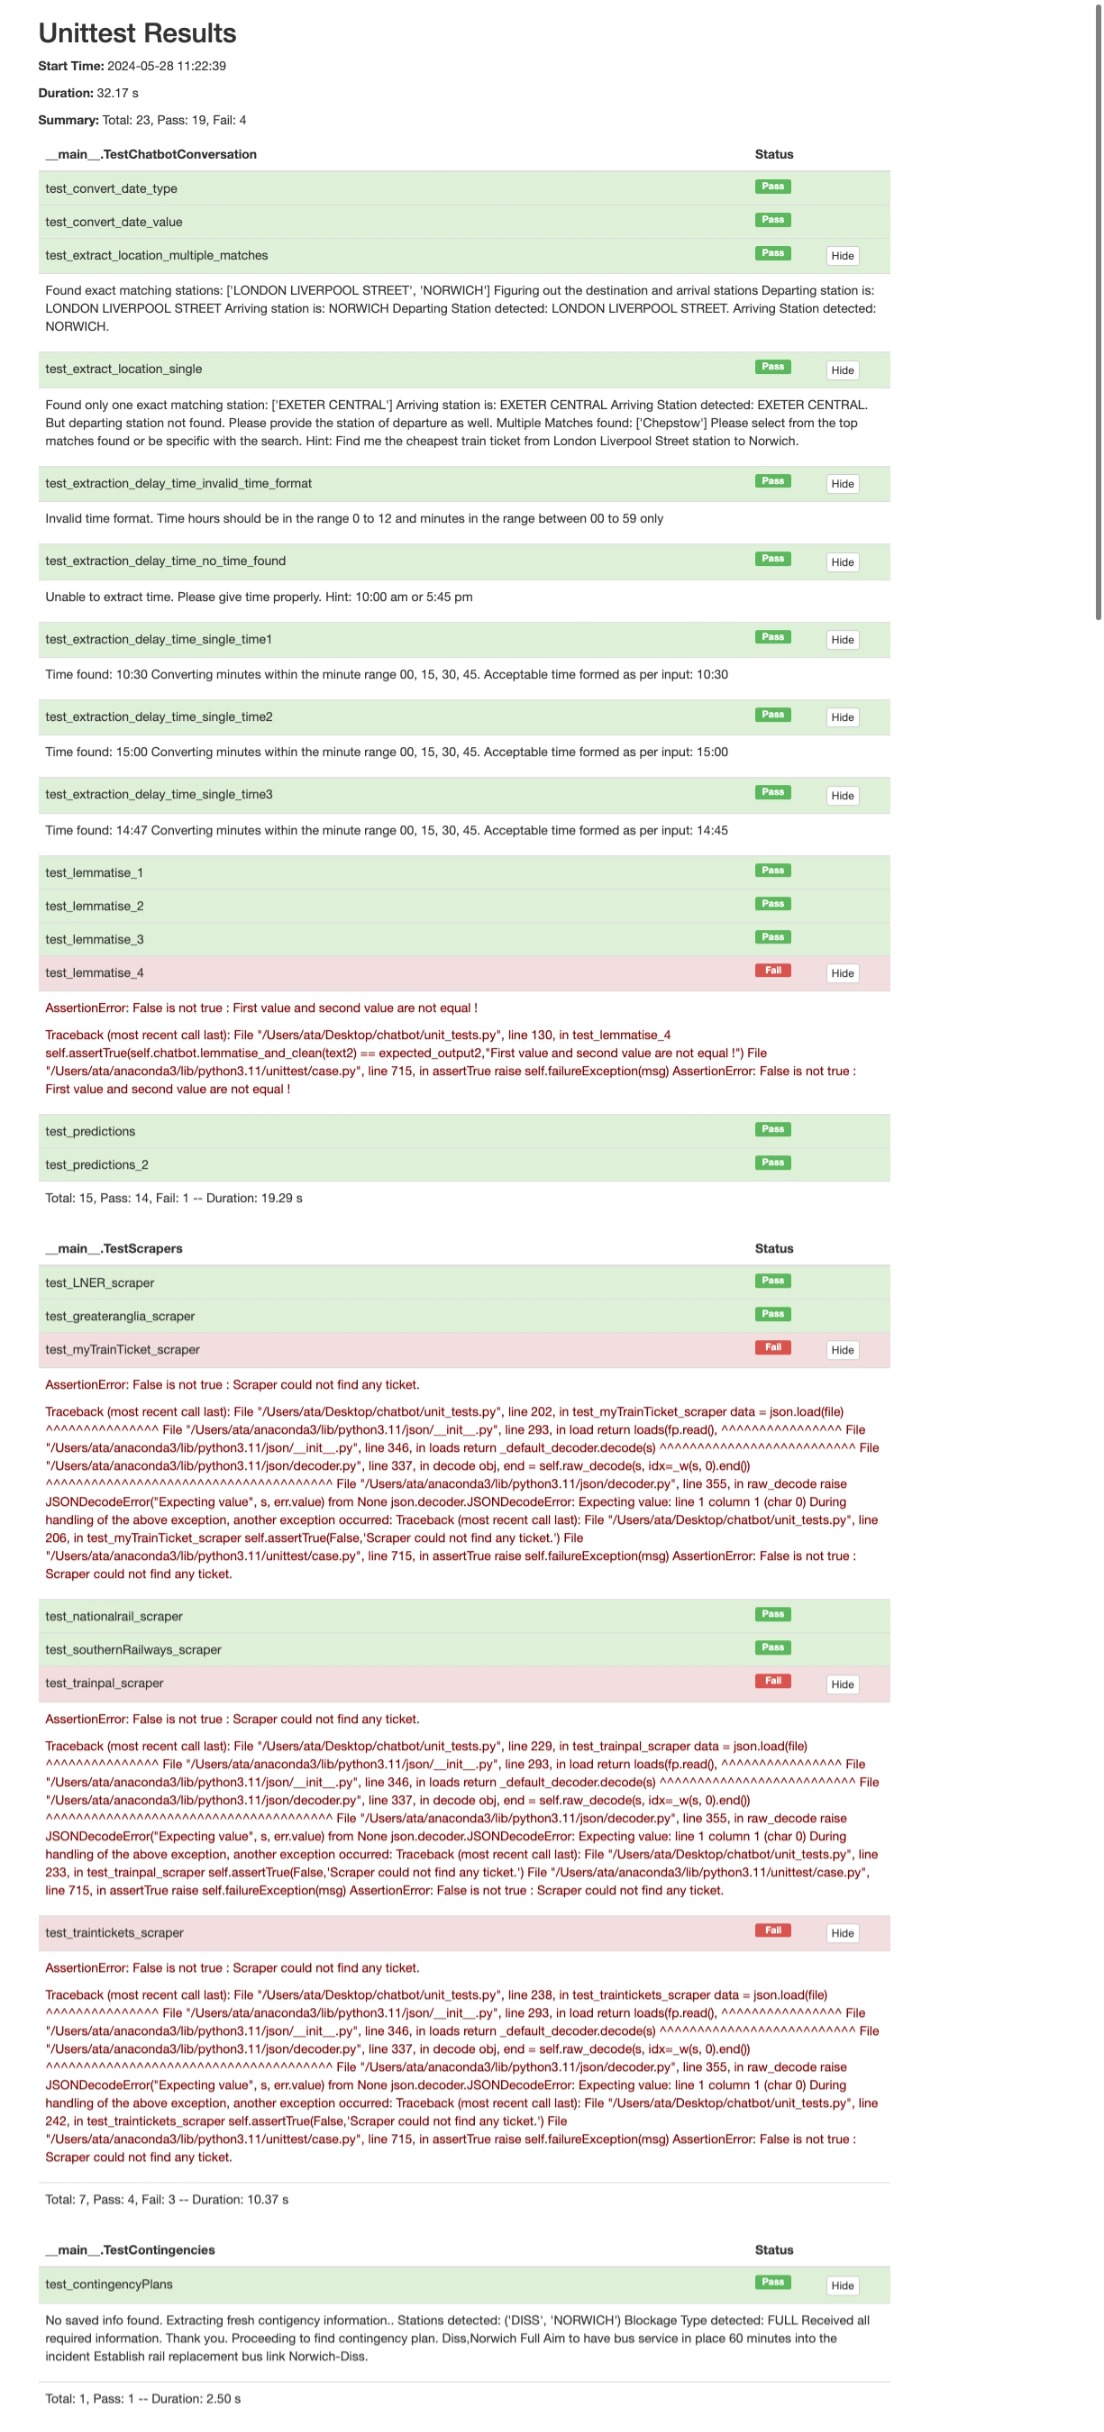 Unittest Results
Start Time: 2024-05-28 11:22:39
Duration: 32.17 s
Summary: Total: 23, Pass: 19, Fail: 4
__main__.TestChatbotConversation Status
test_convert_date_type Pass
test_convert_date_value Pass
test_extract_location_multiple_matches Pass Hide
Found exact matching stations: ['LONDON LIVERPOOL STREET', 'NORWICH'] Figuring out the destination and arrival stations Departing station is:
LONDON LIVERPOOL STREET Arriving station is: NORWICH Departing Station detected: LONDON LIVERPOOL STREET. Arriving Station detected:
NORWICH.
test_extract_location_single Pass Hide
Found only one exact matching station: ['EXETER CENTRAL'] Arriving station is: EXETER CENTRAL Arriving Station detected: EXETER CENTRAL.
But departing station not found. Please provide the station of departure as well. Multiple Matches found: ['Chepstow'] Please select from the top
matches found or be specific with the search. Hint: Find me the cheapest train ticket from London Liverpool Street station to Norwich.
test_extraction_delay_time_invalid_time_format Pass Hide
Invalid time format. Time hours should be in the range 0 to 12 and minutes in the range between 00 to 59 only
test_extraction_delay_time_no_time_found Pass Hide
Unable to extract time. Please give time properly. Hint: 10:00 am or 5:45 pm
test_extraction_delay_time_single_time1 Pass Hide
Time found: 10:30 Converting minutes within the minute range 00, 15, 30, 45. Acceptable time formed as per input: 10:30
test_extraction_delay_time_single_time2 Pass Hide
Time found: 15:00 Converting minutes within the minute range 00, 15, 30, 45. Acceptable time formed as per input: 15:00
test_extraction_delay_time_single_time3 Pass Hide
Time found: 14:47 Converting minutes within the minute range 00, 15, 30, 45. Acceptable time formed as per input: 14:45
test_lemmatise_1 Pass
test_lemmatise_2 Pass
test_lemmatise_3 Pass
test_lemmatise_4 Fail Hide
AssertionError: False is not true : First value and second value are not equal !
Traceback (most recent call last): File "/Users/ata/Desktop/chatbot/unit_tests.py", line 130, in test_lemmatise_4
self.assertTrue(self.chatbot.lemmatise_and_clean(text2) == expected_output2,"First value and second value are not equal !") File
"/Users/ata/anaconda3/lib/python3.11/unittest/case.py", line 715, in assertTrue raise self.failureException(msg) AssertionError: False is not true :
First value and second value are not equal !
test_predictions Pass
test_predictions_2 Pass
Total: 15, Pass: 14, Fail: 1 -- Duration: 19.29 s
__main__.TestScrapers Status
test_LNER_scraper Pass
test_greateranglia_scraper Pass
test_myTrainTicket_scraper Fail Hide
AssertionError: False is not true : Scraper could not find any ticket.
Traceback (most recent call last): File "/Users/ata/Desktop/chatbot/unit_tests.py", line 202, in test_myTrainTicket_scraper data = json.load(file)
^^^^^^^^^^^^^^^ File "/Users/ata/anaconda3/lib/python3.11/json/__init__.py", line 293, in load return loads(fp.read(), ^^^^^^^^^^^^^^^^ File
"/Users/ata/anaconda3/lib/python3.11/json/__init__.py", line 346, in loads return _default_decoder.decode(s) ^^^^^^^^^^^^^^^^^^^^^^^^^^ File
"/Users/ata/anaconda3/lib/python3.11/json/decoder.py", line 337, in decode obj, end = self.raw_decode(s, idx=_w(s, 0).end())
^^^^^^^^^^^^^^^^^^^^^^^^^^^^^^^^^^^^^^ File "/Users/ata/anaconda3/lib/python3.11/json/decoder.py", line 355, in raw_decode raise
JSONDecodeError("Expecting value", s, err.value) from None json.decoder.JSONDecodeError: Expecting value: line 1 column 1 (char 0) During
handling of the above exception, another exception occurred: Traceback (most recent call last): File "/Users/ata/Desktop/chatbot/unit_tests.py", line
206, in test_myTrainTicket_scraper self.assertTrue(False,'Scraper could not find any ticket.') File
"/Users/ata/anaconda3/lib/python3.11/unittest/case.py", line 715, in assertTrue raise self.failureException(msg) AssertionError: False is not true :
Scraper could not find any ticket.
test_nationalrail_scraper Pass
test_southernRailways_scraper Pass
test_trainpal_scraper Fail Hide
AssertionError: False is not true : Scraper could not find any ticket.
Traceback (most recent call last): File "/Users/ata/Desktop/chatbot/unit_tests.py", line 229, in test_trainpal_scraper data = json.load(file)
^^^^^^^^^^^^^^^ File "/Users/ata/anaconda3/lib/python3.11/json/__init__.py", line 293, in load return loads(fp.read(), ^^^^^^^^^^^^^^^^ File
"/Users/ata/anaconda3/lib/python3.11/json/__init__.py", line 346, in loads return _default_decoder.decode(s) ^^^^^^^^^^^^^^^^^^^^^^^^^^ File
"/Users/ata/anaconda3/lib/python3.11/json/decoder.py", line 337, in decode obj, end = self.raw_decode(s, idx=_w(s, 0).end())
^^^^^^^^^^^^^^^^^^^^^^^^^^^^^^^^^^^^^^ File "/Users/ata/anaconda3/lib/python3.11/json/decoder.py", line 355, in raw_decode raise
JSONDecodeError("Expecting value", s, err.value) from None json.decoder.JSONDecodeError: Expecting value: line 1 column 1 (char 0) During
handling of the above exception, another exception occurred: Traceback (most recent call last): File "/Users/ata/Desktop/chatbot/unit_tests.py", line
233, in test_trainpal_scraper self.assertTrue(False,'Scraper could not find any ticket.') File "/Users/ata/anaconda3/lib/python3.11/unittest/case.py",
line 715, in assertTrue raise self.failureException(msg) AssertionError: False is not true : Scraper could not find any ticket.
test_traintickets_scraper Fail Hide
AssertionError: False is not true : Scraper could not find any ticket.
Traceback (most recent call last): File "/Users/ata/Desktop/chatbot/unit_tests.py", line 238, in test_traintickets_scraper data = json.load(file)
^^^^^^^^^^^^^^^ File "/Users/ata/anaconda3/lib/python3.11/json/__init__.py", line 293, in load return loads(fp.read(), ^^^^^^^^^^^^^^^^ File
"/Users/ata/anaconda3/lib/python3.11/json/__init__.py", line 346, in loads return _default_decoder.decode(s) ^^^^^^^^^^^^^^^^^^^^^^^^^^ File
"/Users/ata/anaconda3/lib/python3.11/json/decoder.py", line 337, in decode obj, end = self.raw_decode(s, idx=_w(s, 0).end())
^^^^^^^^^^^^^^^^^^^^^^^^^^^^^^^^^^^^^^ File "/Users/ata/anaconda3/lib/python3.11/json/decoder.py", line 355, in raw_decode raise
JSONDecodeError("Expecting value", s, err.value) from None json.decoder.JSONDecodeError: Expecting value: line 1 column 1 (char 0) During
handling of the above exception, another exception occurred: Traceback (most recent call last): File "/Users/ata/Desktop/chatbot/unit_tests.py", line
242, in test_traintickets_scraper self.assertTrue(False,'Scraper could not find any ticket.') File
"/Users/ata/anaconda3/lib/python3.11/unittest/case.py", line 715, in assertTrue raise self.failureException(msg) AssertionError: False is not true :
Scraper could not find any ticket.
Total: 7, Pass: 4, Fail: 3 -- Duration: 10.37 s
__main__.TestContingencies Status
test_contingencyPlans Pass Hide
No saved info found. Extracting fresh contigency information.. Stations detected: ('DISS', 'NORWICH') Blockage Type detected: FULL Received all
required information. Thank you. Proceeding to find contingency plan. Diss,Norwich Full Aim to have bus service in place 60 minutes into the
incident Establish rail replacement bus link Norwich-Diss.
Total: 1, Pass: 1 -- Duration: 2.50 s